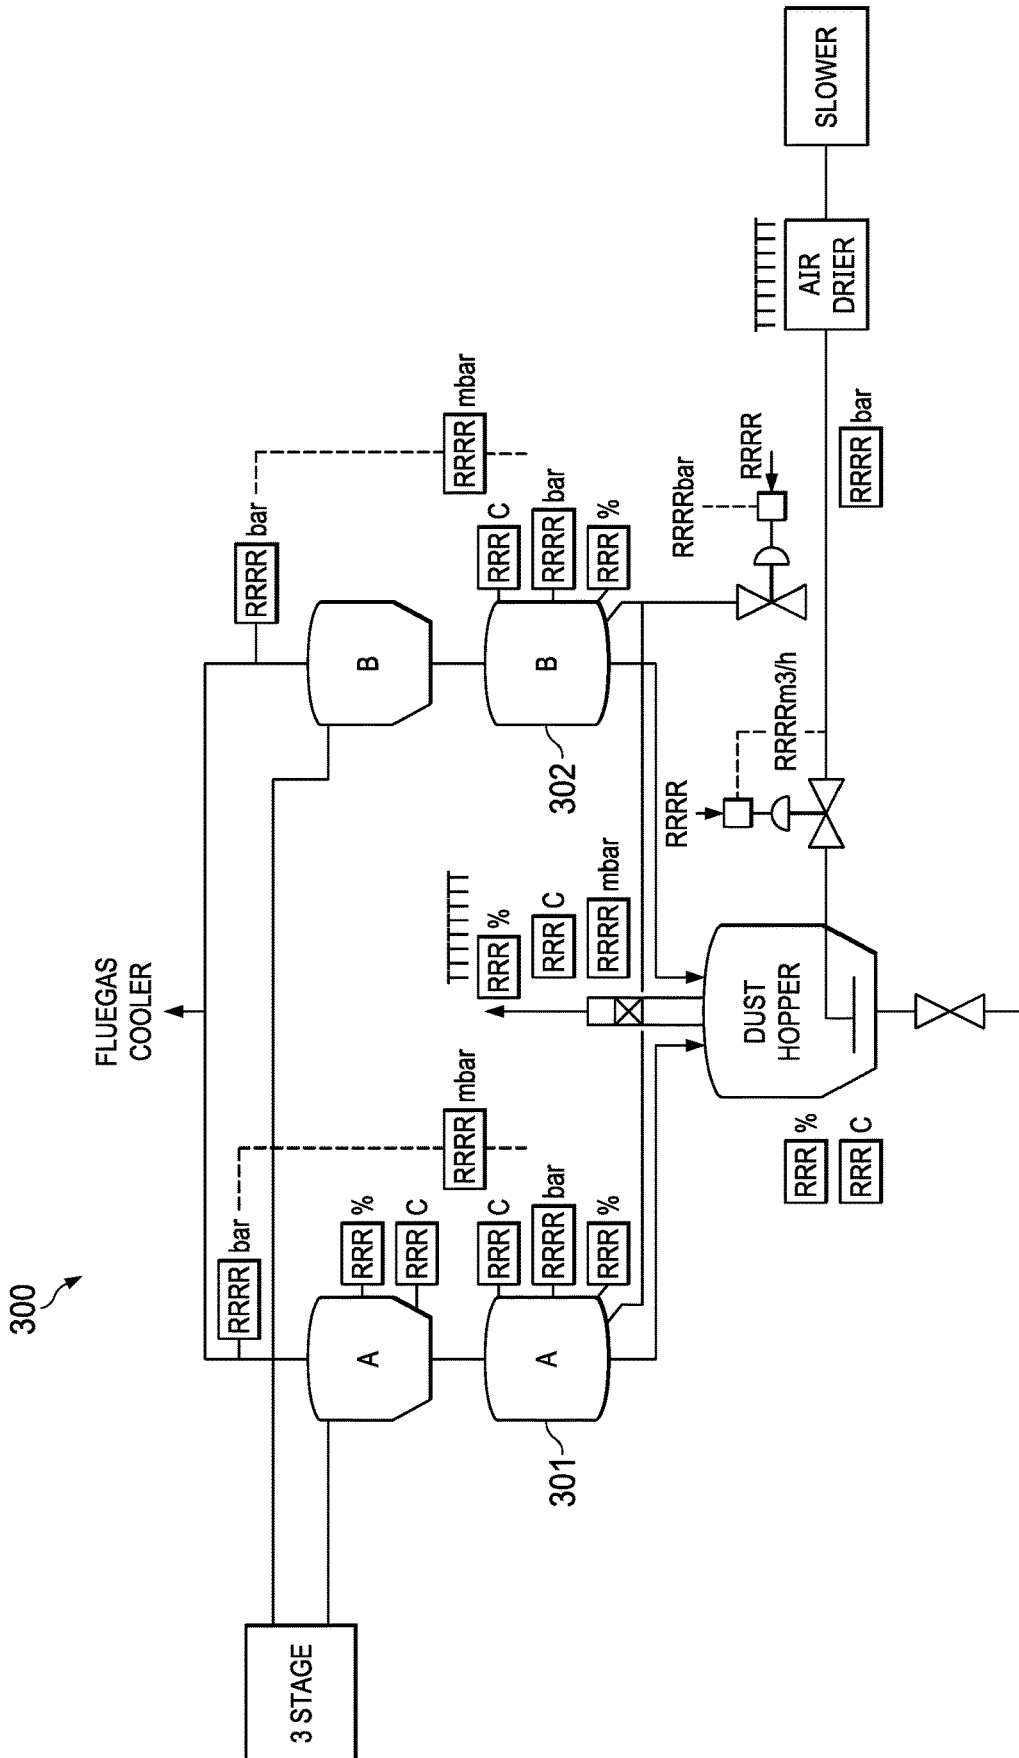 300
FLUEGAS
COOLER
RRRR bar
RRRR bar
3 STAGE
A
RRR %
RRR C
RRRR mbar
B
RRRR mbar
A
301
RRR C
RRRR bar
RRR %
TTTTTTTT
RRR %
RRR C
RRRR mbar
B
302
RRR C
RRRR bar
RRR %
RRRRbar
RRRR
DUST
HOPPER
RRR %
RRR C
RRRR
RRRRm3/h
RRRR bar
TTTTTTTT
AIR
DRIER
SLOWER